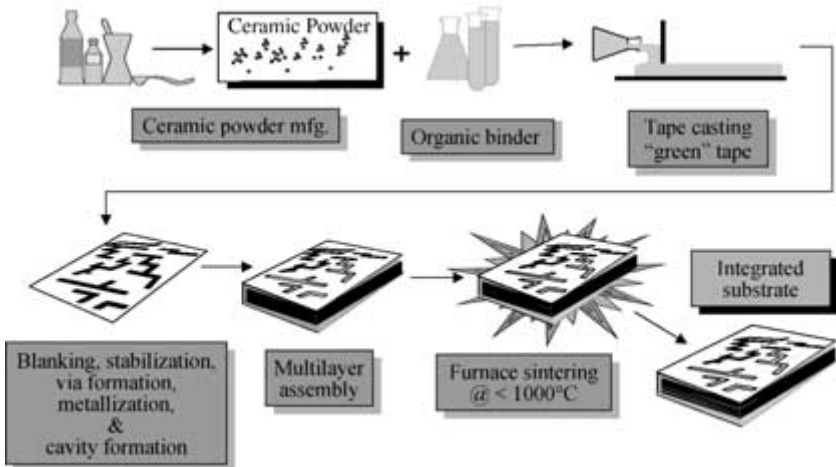 Ceramic Powder
+
Ceramic powder mfg.
Organic binder
Tape casting
“green” tape
Blanking, stabilization,
via formation,
metallization,
&
cavity formation
Multilayer
assembly
Furnace sintering
@ < 1000°C
Integrated
substrate